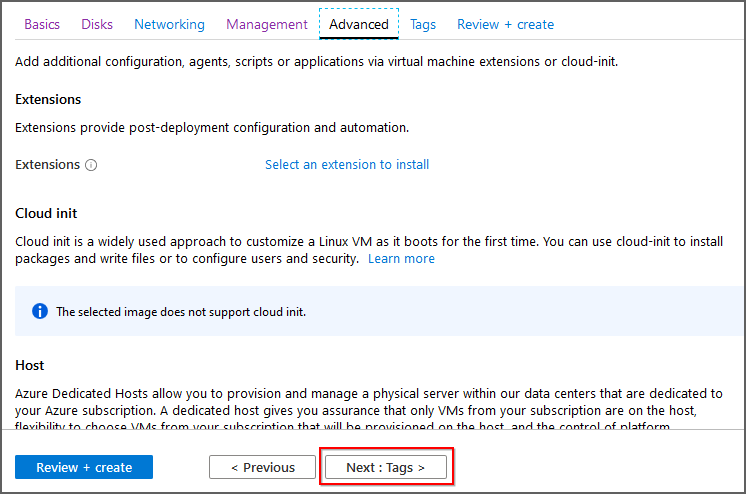 Basics Disks Networking Management Advanced Tags Review + create
Add additional configuration, agents, scripts or applications via virtual machine extensions or cloud-init.
Extensions
Extensions provide post-deployment configuration and automation.
Extensions Select an extension to install
Cloud init
Cloud init is a widely used approach to customize a Linux VM as it boots for the first time. You can use cloud-init to install
packages and write files or to configure users and security. Learn more
The selected image does not support cloud init.
Host
Azure Dedicated Hosts allow you to provision and manage a physical server within our data centers that are dedicated to
your Azure subscription. A dedicated host gives you assurance that only VMs from your subscription are on the host,
flexibility to choose VMs from your subscription that will be provisioned on the host, and the control of platform
Review + create < Previous Next : Tags >